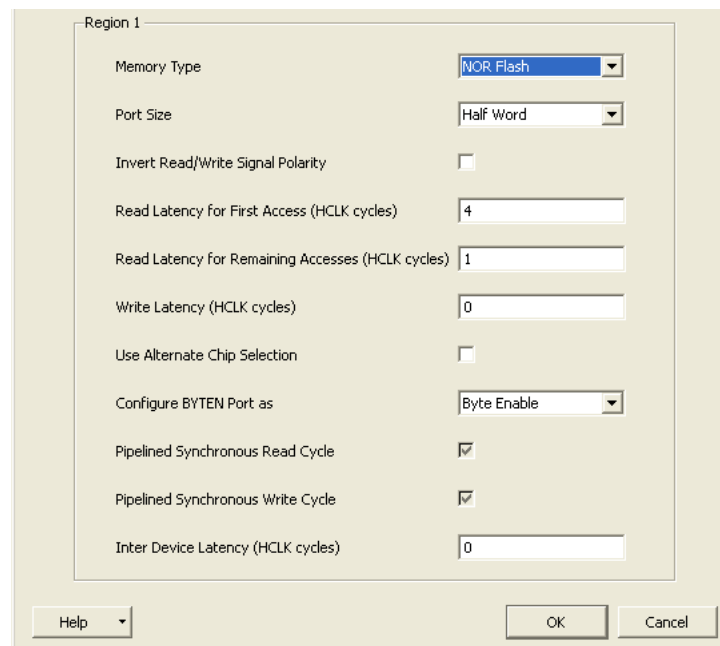 Region 1
Memory Type NOR Flash
Port Size Half Word
Invert Read/Write Signal Polarity
Read Latency for First Access (HCLK cycles) 4
Read Latency for Remaining Accesses (HCLK cycles) 1
Write Latency (HCLK cycles) 0
Use Alternate Chip Selection
Configure BYTEN Port as Byte Enable
Pipelined Synchronous Read Cycle
Pipelined Synchronous Write Cycle
Inter Device Latency (HCLK cycles) 0
Help OK Cancel